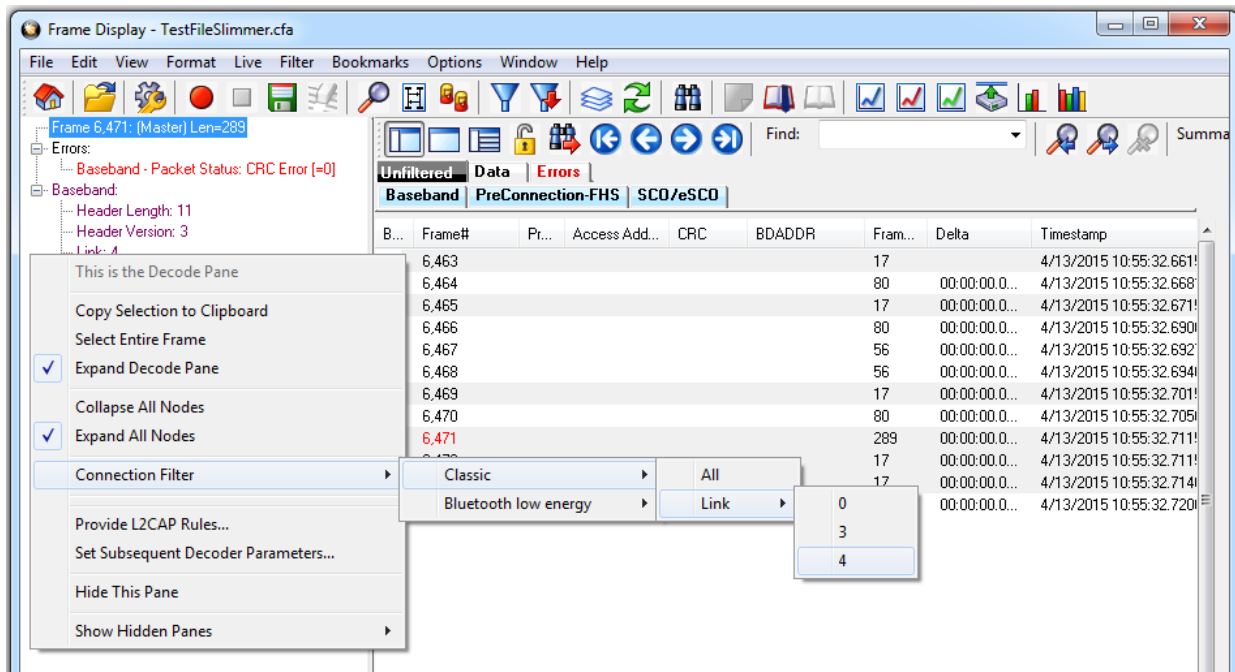 Frame Display - TestFileSlimmer.cfa
File Edit View Format Live Filter Bookmarks Options Window Help
Frame 6,471: (Master) Len=289
Errors:
Baseband - Packet Status: CRC Error [=0]
Baseband:
Header Length: 11
Header Version: 3
Link: 4
Find:
Summa
Unfiltered Data Errors
Baseband PreConnection-FHS SCO/eSCO
B... Frame# Pr... Access Add... CRC BDADDR Fram... Delta Timestamp
6,463 17 4/13/2015 10:55:32.661
6,464 80 00:00:00.0... 4/13/2015 10:55:32.668
6,465 17 00:00:00.0... 4/13/2015 10:55:32.671
6,466 80 00:00:00.0... 4/13/2015 10:55:32.690
6,467 56 00:00:00.0... 4/13/2015 10:55:32.692
6,468 56 00:00:00.0... 4/13/2015 10:55:32.694
6,469 17 00:00:00.0... 4/13/2015 10:55:32.701
6,470 80 00:00:00.0... 4/13/2015 10:55:32.705
6,471 289 00:00:00.0... 4/13/2015 10:55:32.711
17 00:00:00.0... 4/13/2015 10:55:32.711
17 00:00:00.0... 4/13/2015 10:55:32.714
00:00:00.0... 4/13/2015 10:55:32.720
This is the Decode Pane
Copy Selection to Clipboard
Select Entire Frame
Expand Decode Pane
Collapse All Nodes
Expand All Nodes
Connection Filter
Provide L2CAP Rules...
Set Subsequent Decoder Parameters...
Hide This Pane
Show Hidden Panes
Classic
Bluetooth low energy
All
Link
0
3
4